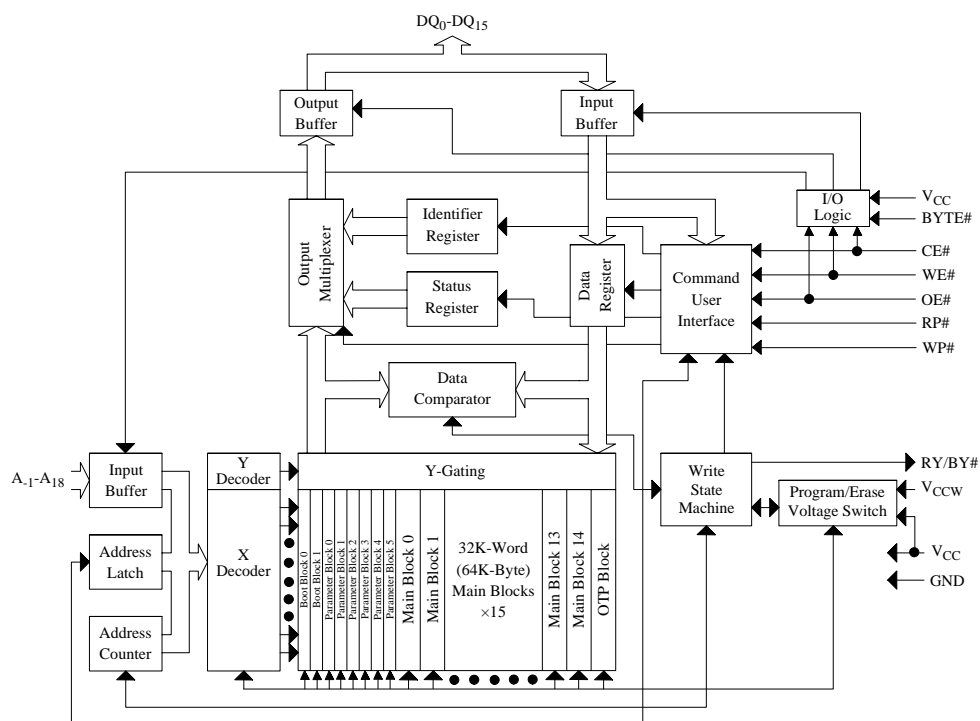 DQ0-DQ15
Output
Buffer
Input
Buffer
I/O
Logic
VCC
BYTE#
CE#
WE#
OE#
RP#
WP#
Output
Multiplexer
Identifier
Register
Status
Register
Data
Register
Command
User
Interface
Data
Comparator
A-1-A18
Input
Buffer
Address
Latch
Address
Counter
Y
Decoder
X
Decoder
Y-Gating
Boot Block 0
Boot Block 1
Parameter Block 0
Parameter Block 1
Parameter Block 2
Parameter Block 3
Parameter Block 4
Parameter Block 5
Main Block 0
Main Block 1
32K-Word
(64K-Byte)
Main Blocks
×15
Main Block 13
Main Block 14
OTP Block
Write
State
Machine
Program/Erase
Voltage Switch
RY/BY#
VCCW
VCC
GND